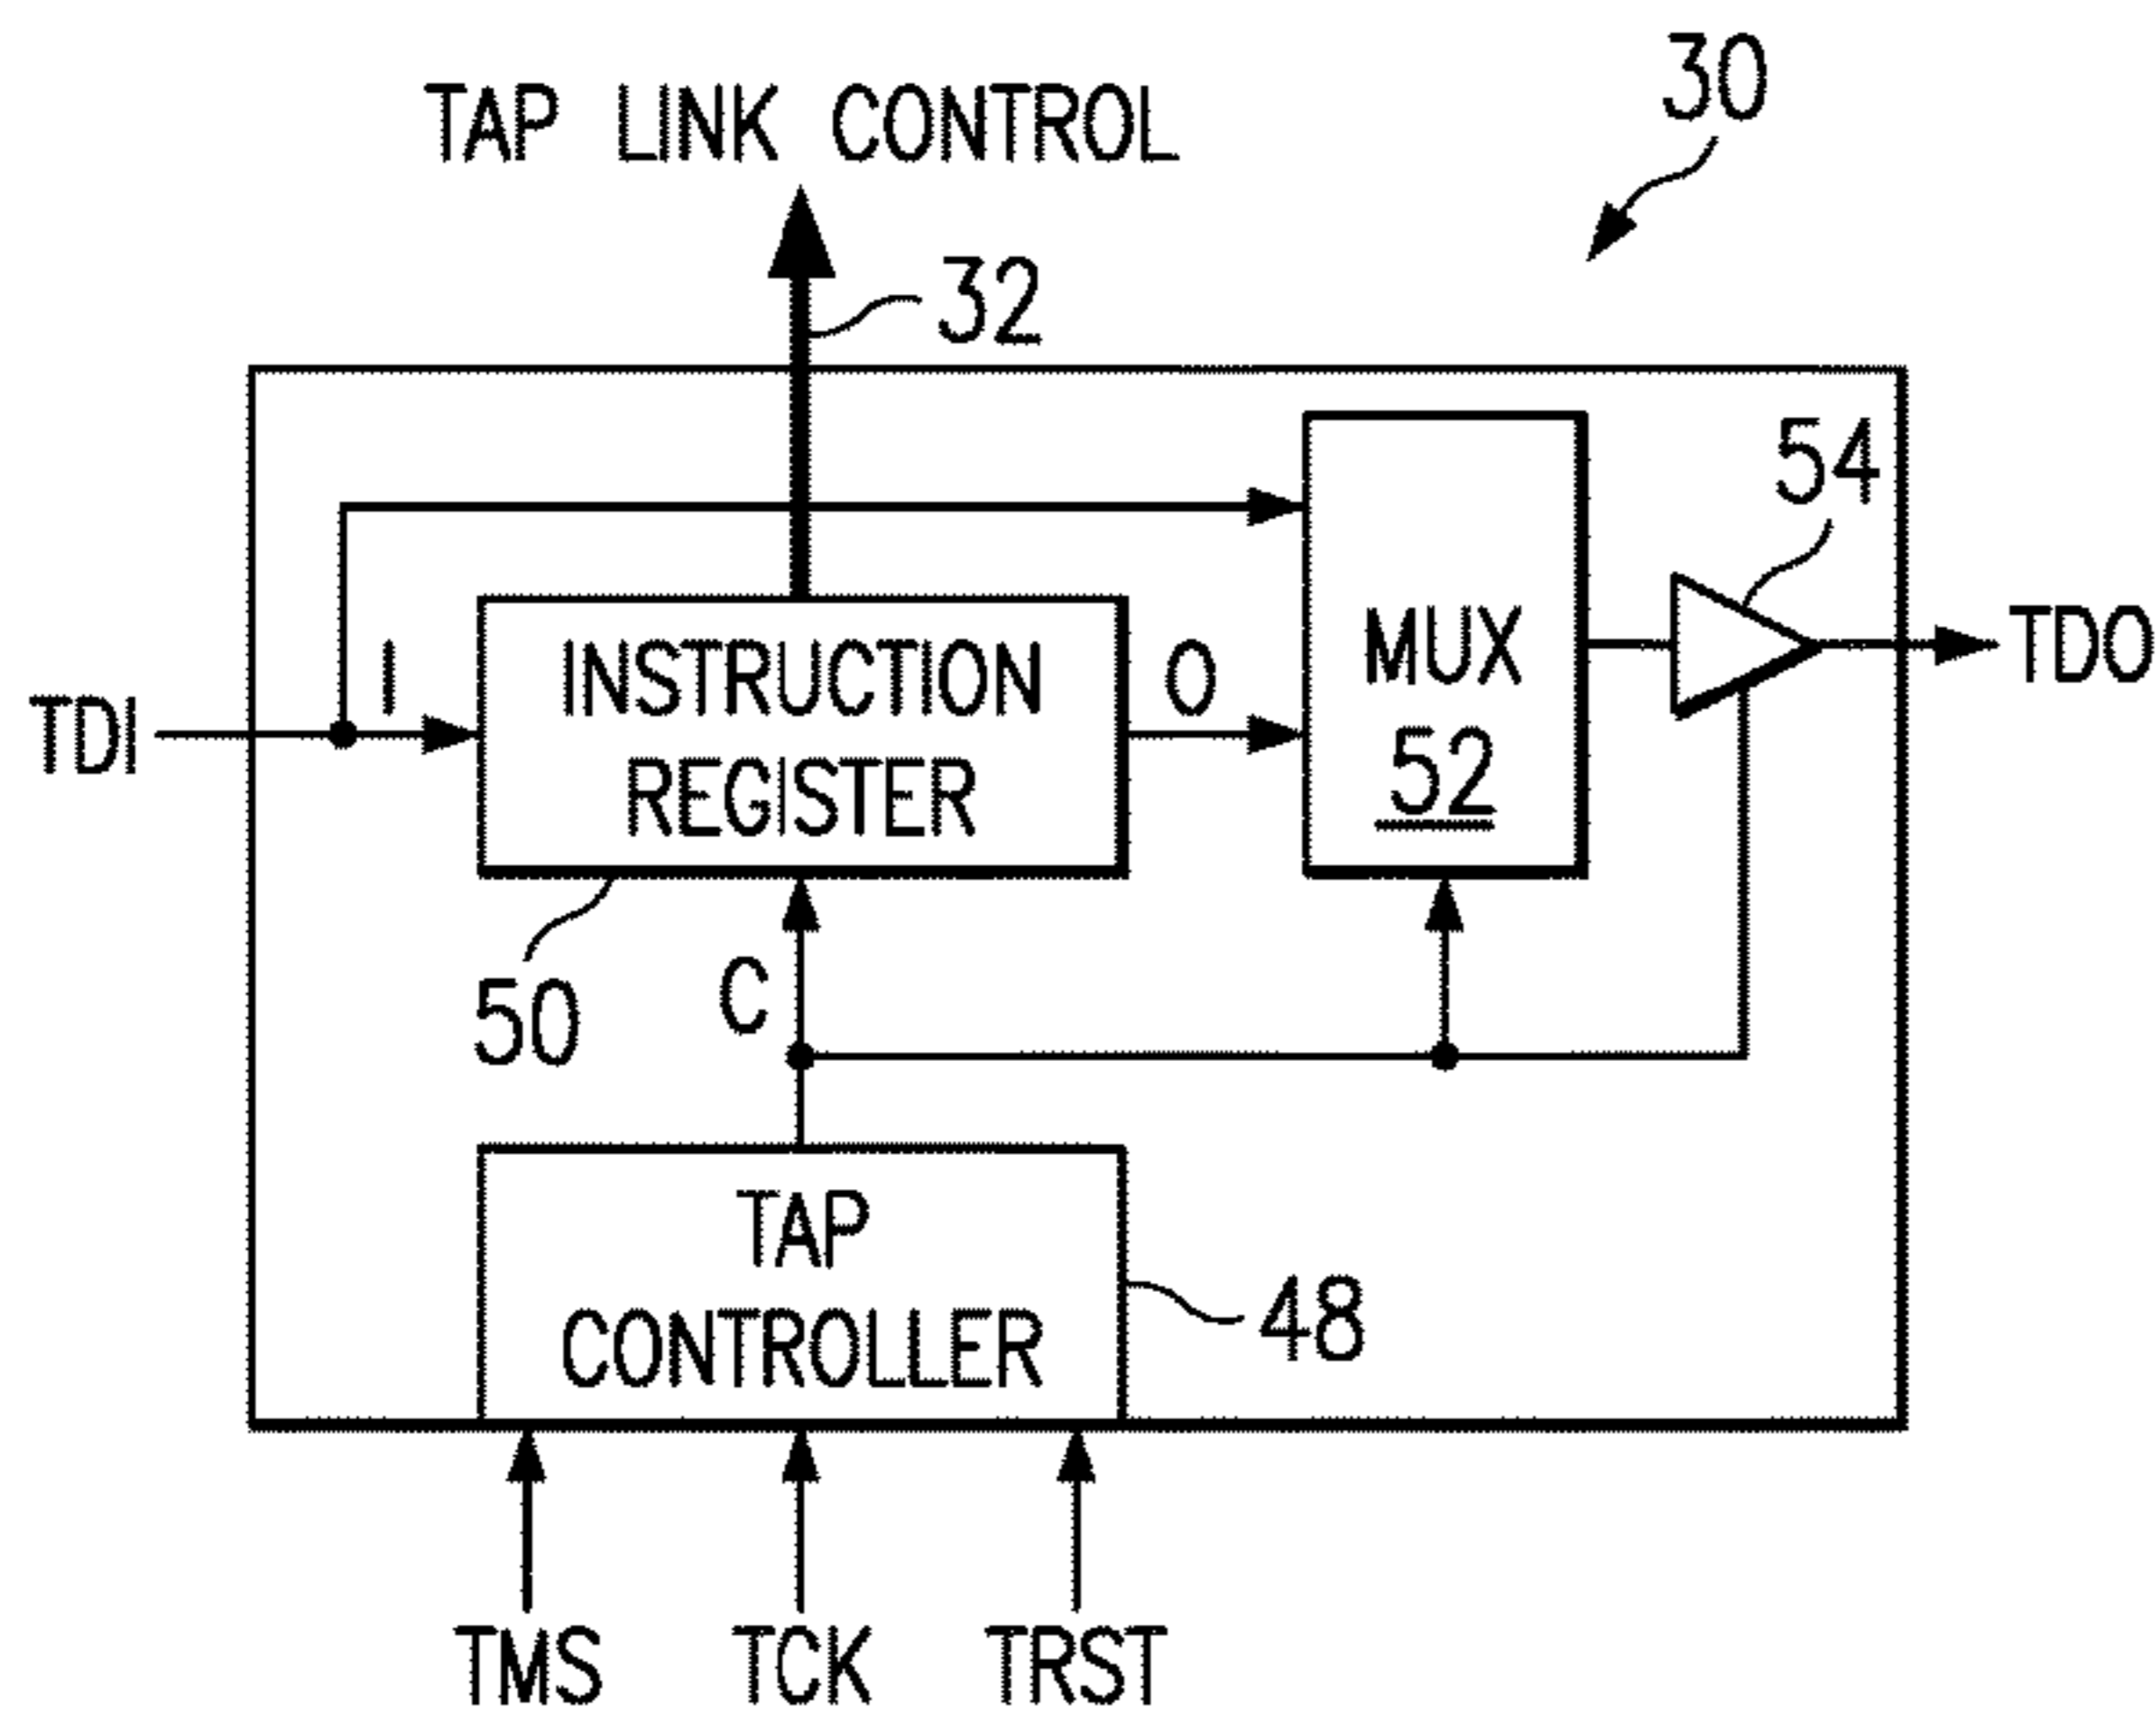 30
TAP LINK CONTROL
32
54
MUX
52
TDO
TDI
I
INSTRUCTION
REGISTER
O
50
C
TAP
CONTROLLER
48
TMS
TCK
TRST